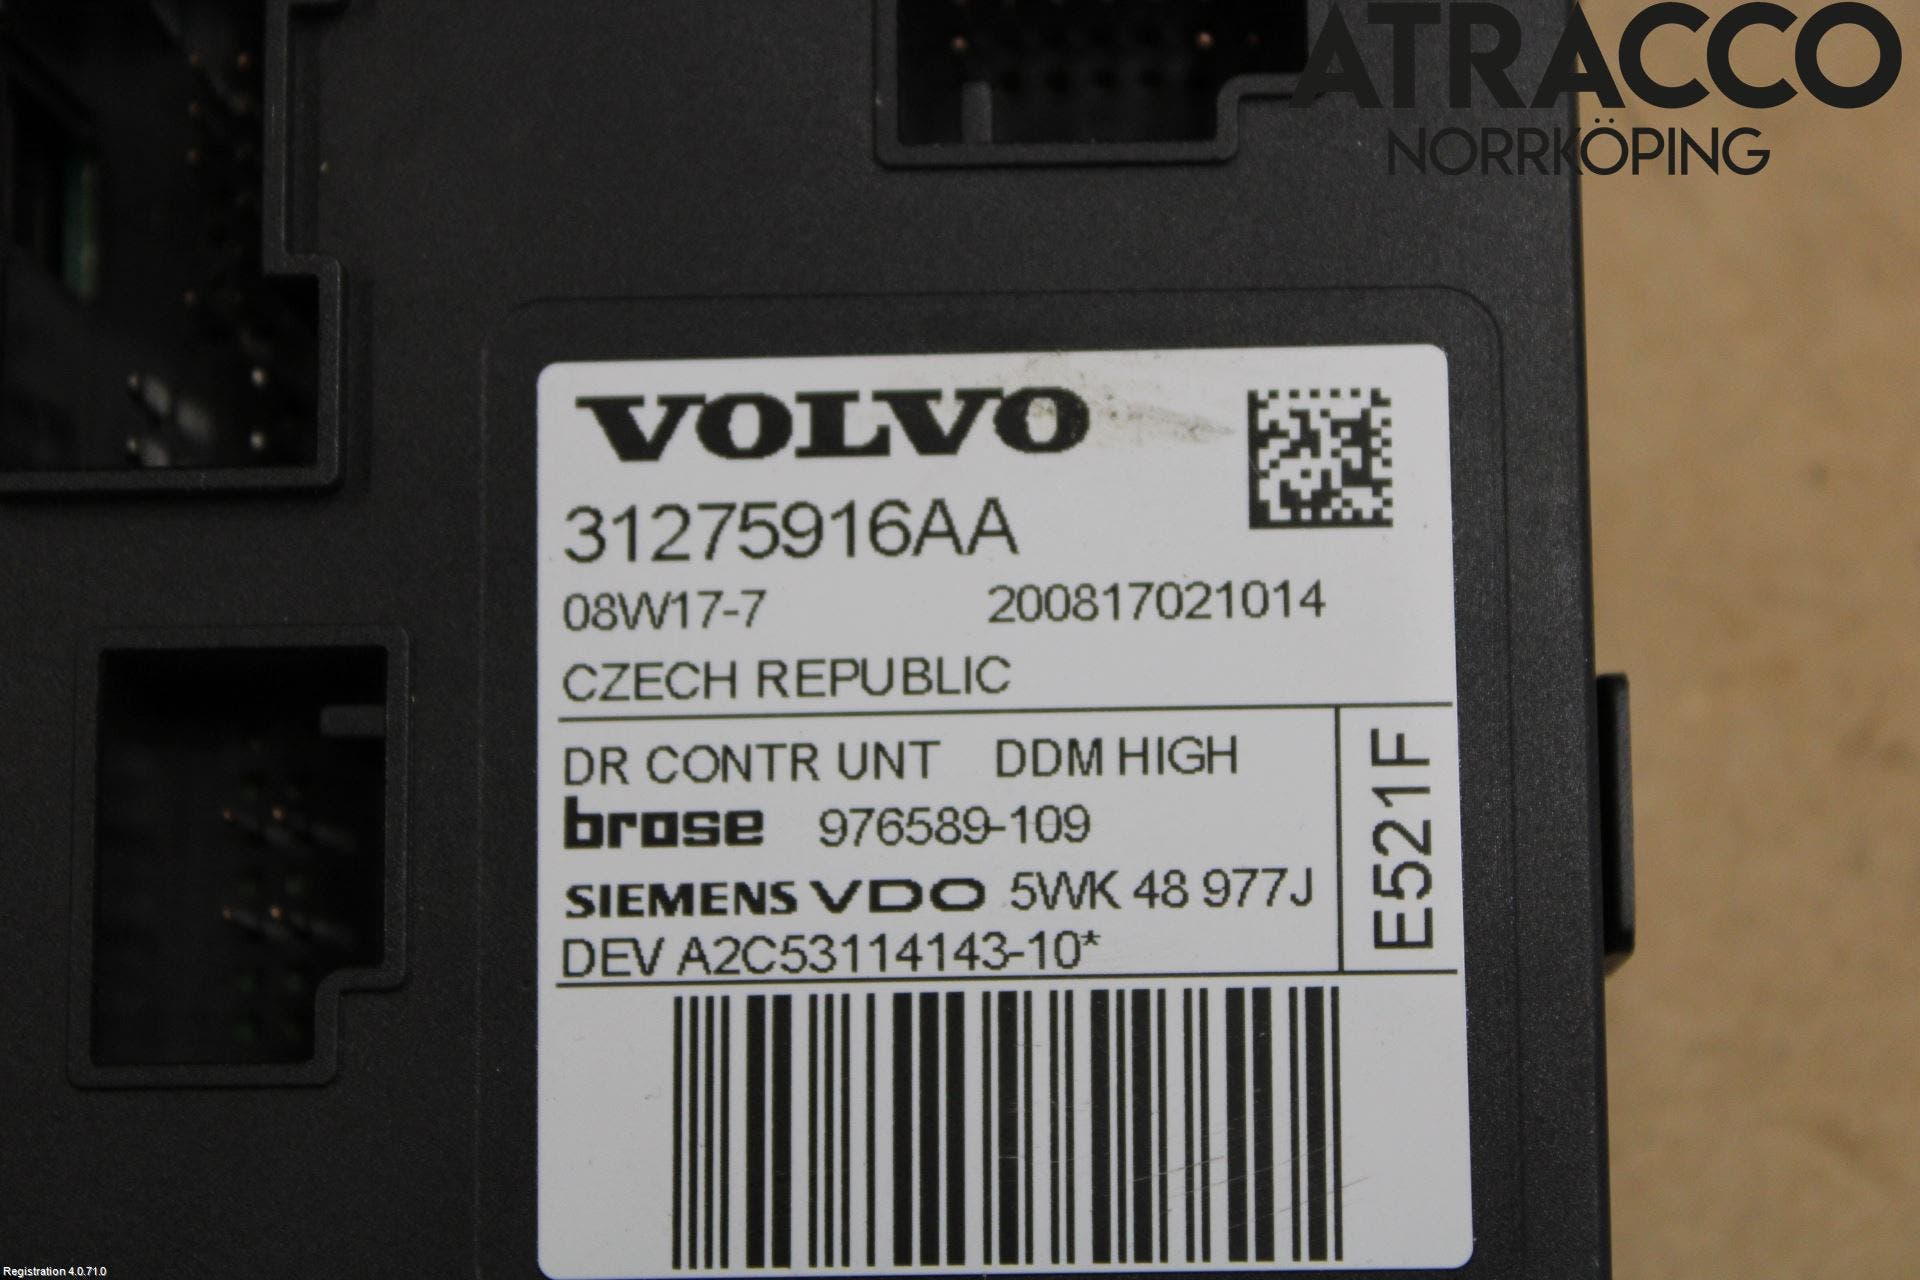 ATRACCO
NORRKÖPING
VOLVO
31275916AA
08W17-7 200817021014
CZECH REPUBLIC
DR CONTR UNT DDM HIGH
brose 976589-109
SIEMENS VDO 5WK 48 977J
DEV A2C53114143-10*
E521F
Registration 4.0.71.0